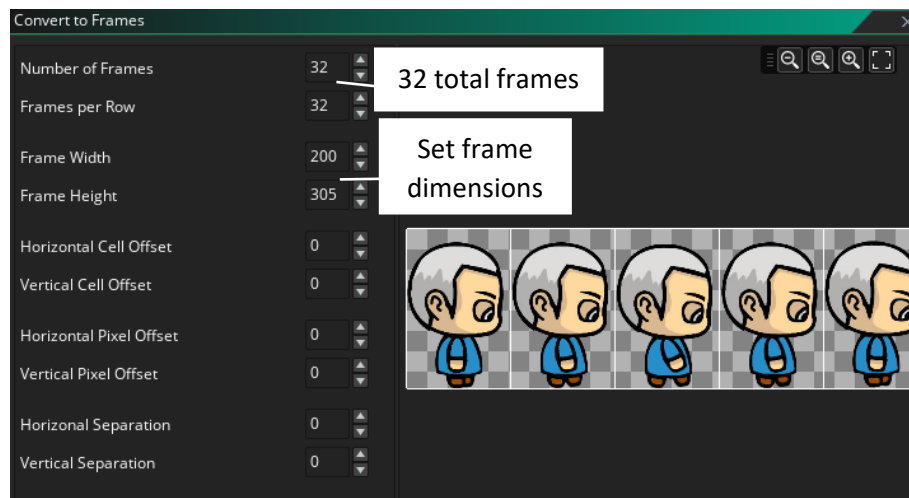 Convert to Frames
Number of Frames 32
32 total frames
Frames per Row 32
Frame Width 200
Set frame
dimensions
Frame Height 305
Horizontal Cell Offset 0
Vertical Cell Offset 0
Horizontal Pixel Offset 0
Vertical Pixel Offset 0
Horizonal Separation 0
Vertical Separation 0